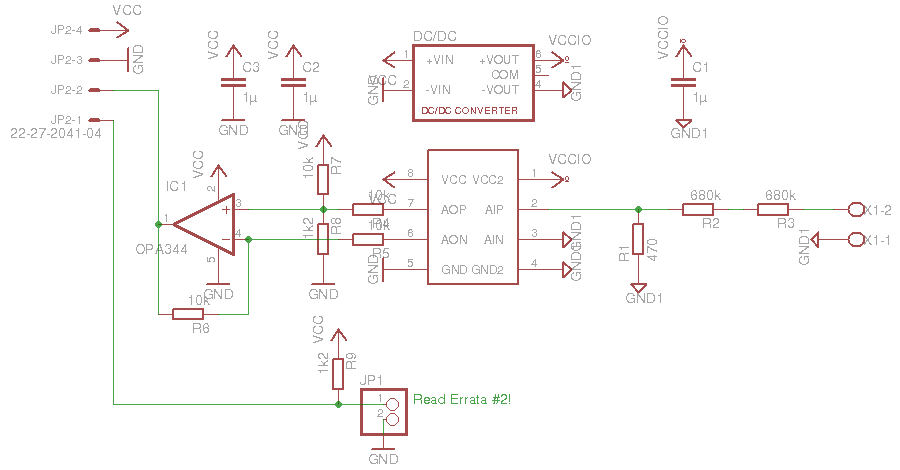 JP2-4
VCC
JP2-3
GND
JP2-2
JP2-1
22-27-2041-04
VCC
C3
1µ
GND
VCC
C2
1µ
GND
DC/DC
1
+VIN
+VOUT
6
VCCIO
COM
5
VCC
GND
2
-VIN
-VOUT
4
GND1
DC/DC CONVERTER
VCCIO
C1
1µ
GND1
VCC
10k
R7
IC1
VCC
2
3
1
4
5
OPA344
GND
1k2
R8
GND
10k
R4
10k
R5
VCC
8
VCC
VCC2
1
VCCIO
7
AOP
AIP
2
6
AON
AIN
3
GND1
GND
5
GND
GND2
4
GND1
R1
470
GND1
680k
R2
680k
R3
X1-2
GND1
X1-1
10k
R6
VCC
1k2
R9
JP1
1
2
Read Errata #2!
GND